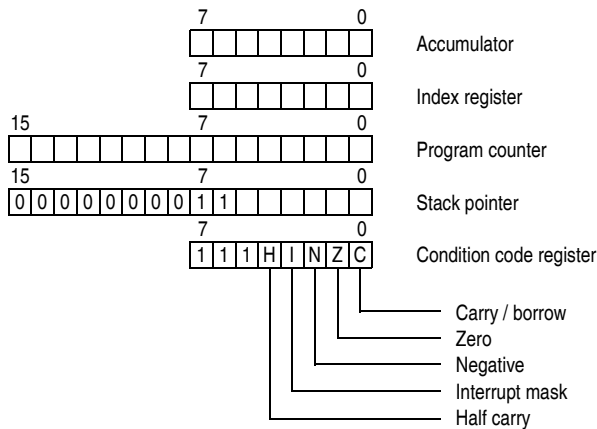 7 0
Accumulator
7 0
Index register
15 7 0
Program counter
15 7 0
0 0 0 0 0 0 0 0 1 1 Stack pointer
7 0
1 1 1 H I N Z C Condition code register
Carry / borrow
Zero
Negative
Interrupt mask
Half carry